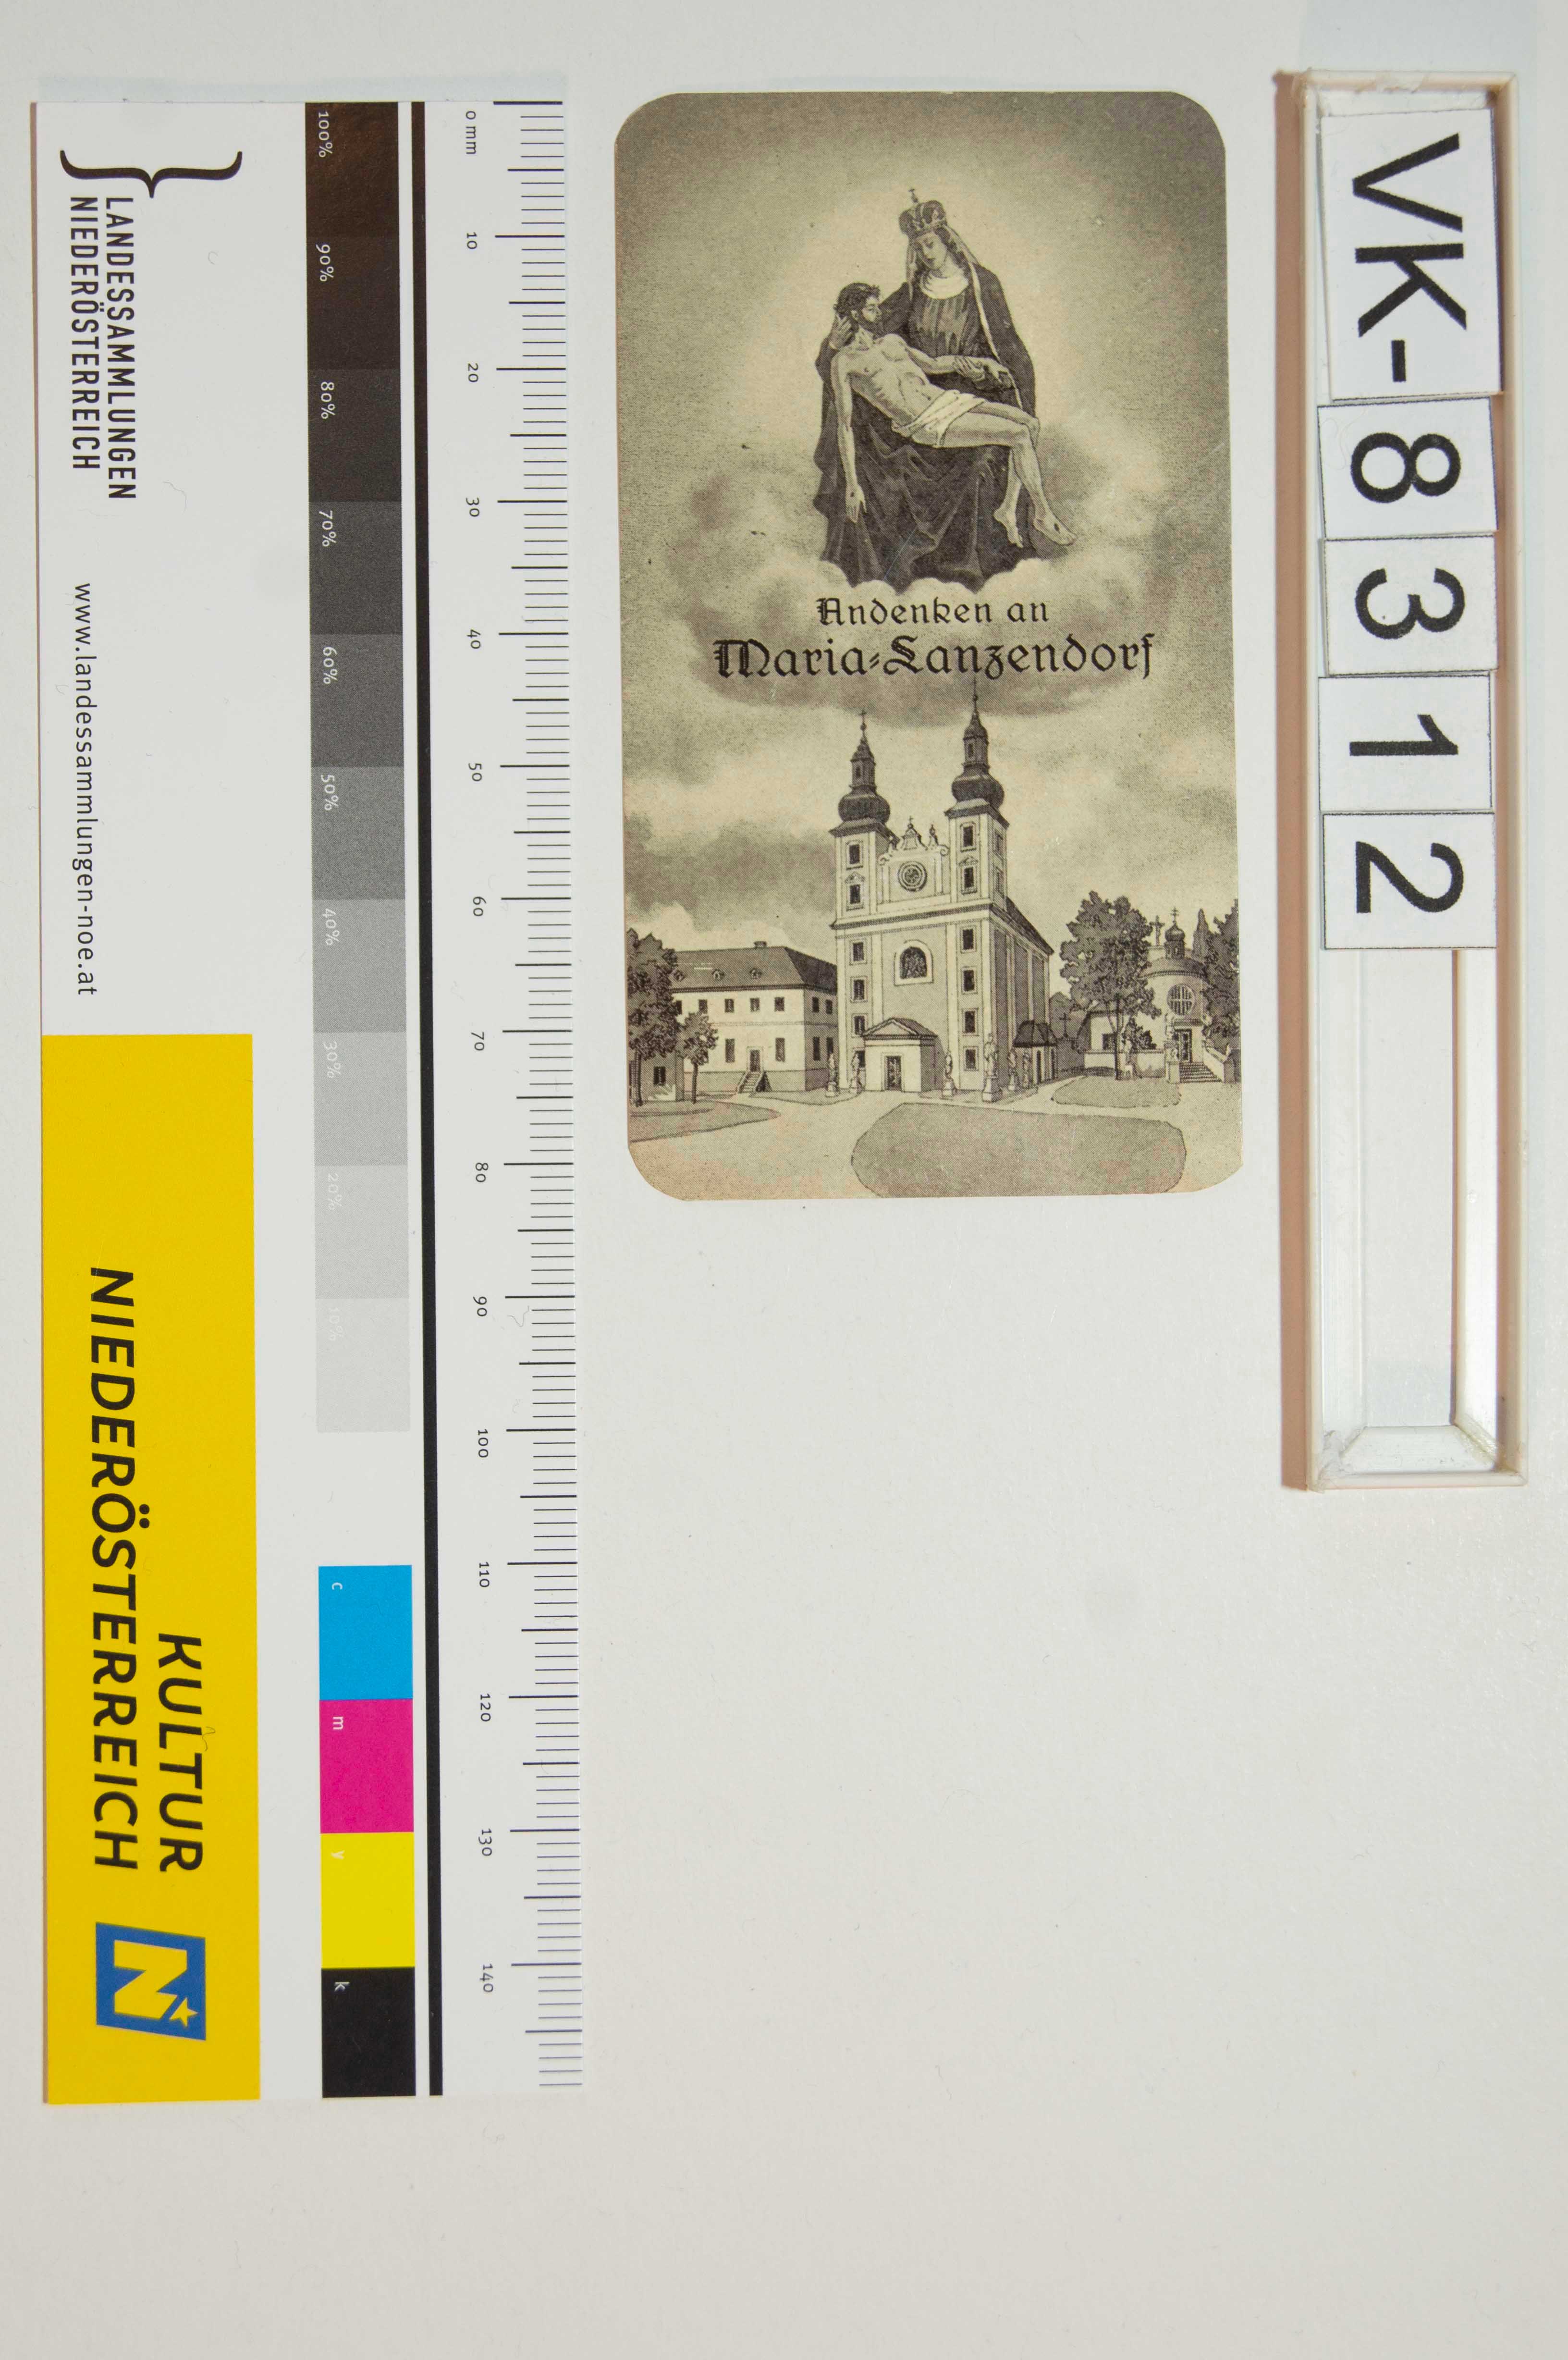 Andenken an
Maria-Lanzendorf
VK-8312
LANDESSAMMLUNGEN
NIEDERÖSTERREICH
www.landessammlungen-noe.at
KULTUR
NIEDERÖSTERREICH
N
100%
90%
80%
70%
60%
50%
40%
30%
20%
10%
c
m
y
k
0 mm
10
20
30
40
50
60
70
80
90
100
110
120
130
140